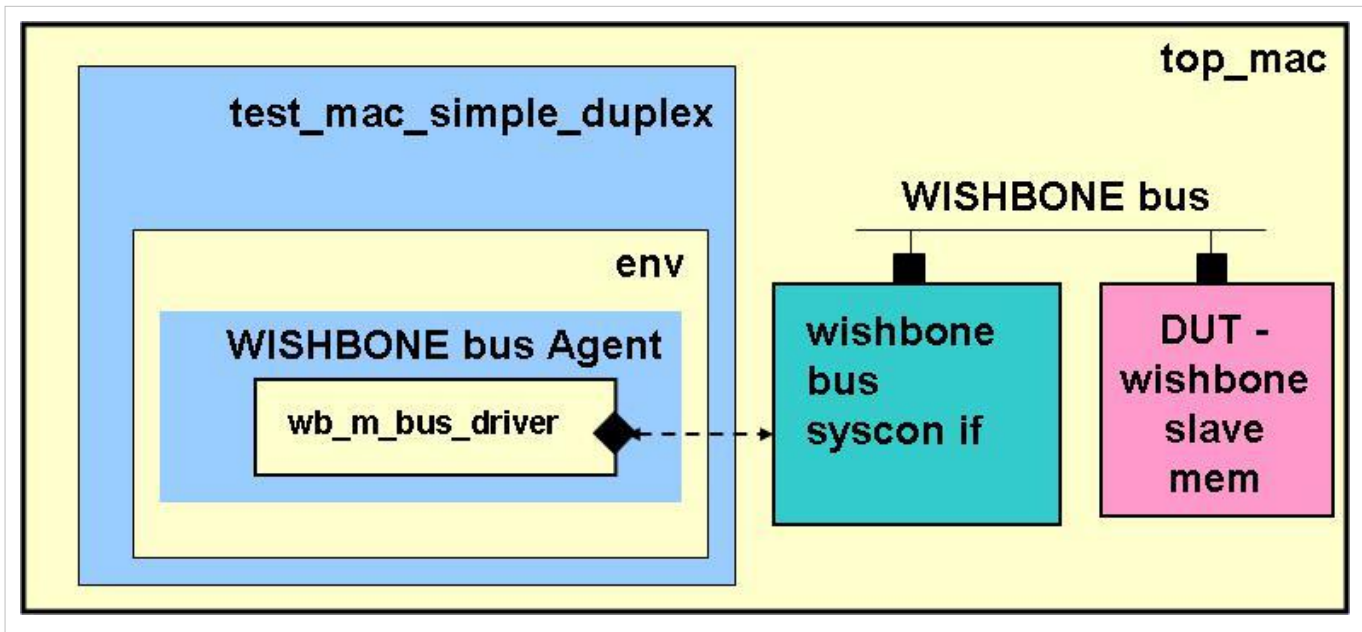 top_mac
test_mac_simple_duplex
WISHBONE bus
env
WISHBONE bus Agent
wb_m_bus_driver
wishbone
bus
syscon if
DUT -
wishbone
slave
mem